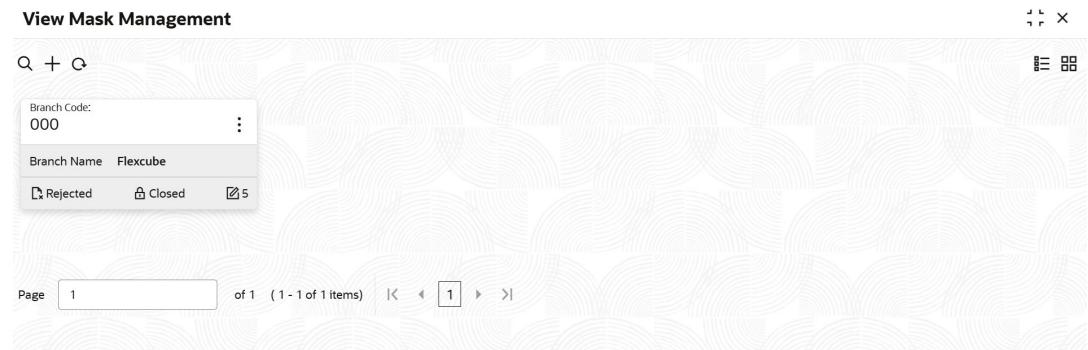 View Mask Management
Branch Code:
000
Branch Name Flexcube
Rejected Closed 5
Page 1 of 1 ( 1 - 1 of 1 items) 1